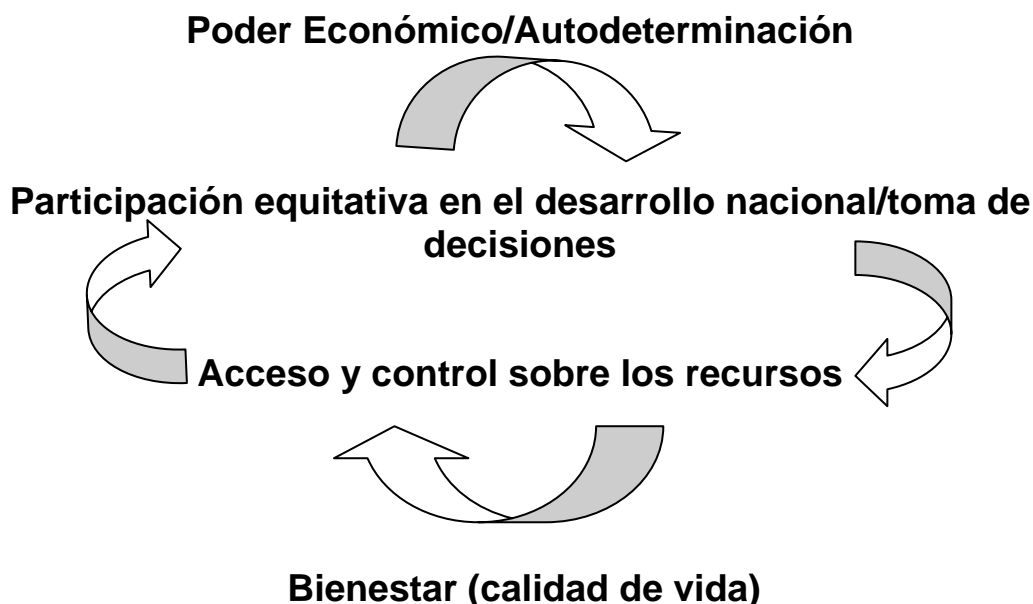 Poder Económico/Autodeterminación
Participación equitativa en el desarrollo nacional/toma de
decisiones
Acceso y control sobre los recursos
Bienestar (calidad de vida)